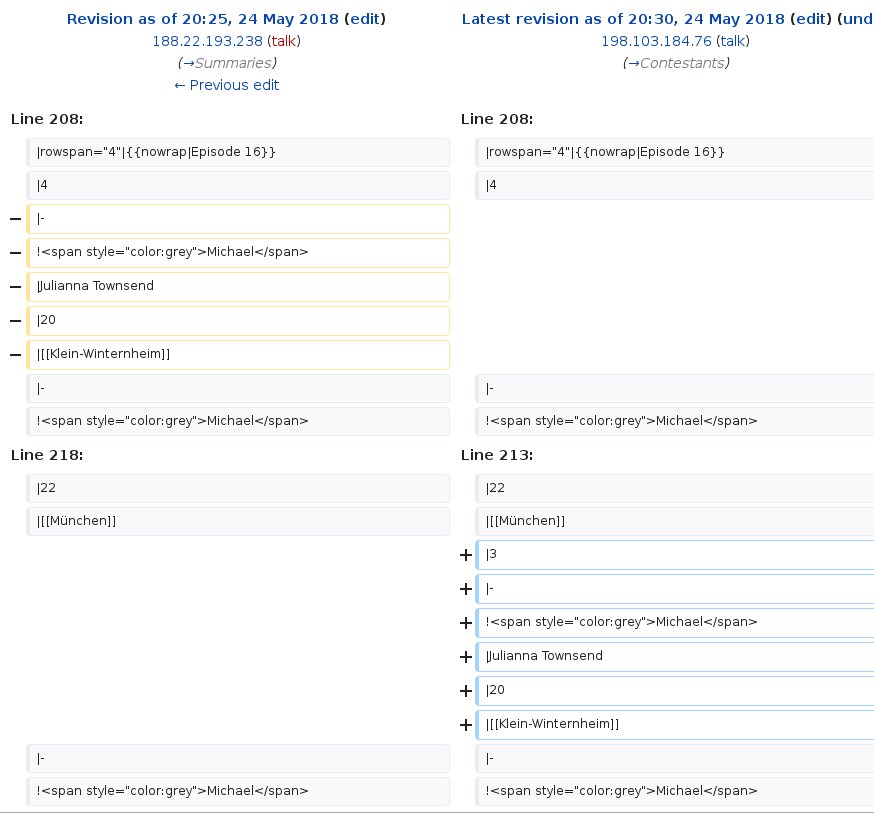 Revision as of 20:25, 24 May 2018 (edit)
188.22.193.238 (talk)
(→Summaries)
← Previous edit
Latest revision as of 20:30, 24 May 2018 (edit) (und
198.103.184.76 (talk)
(→Contestants)
Line 208:
Line 208:
|rowspan="4"|{{nowrap|Episode 16}}
|rowspan="4"|{{nowrap|Episode 16}}
|4
|4
− |-
− !<span style="color:grey">Michael</span>
− |Julianna Townsend
− |20
− |[[Klein-Winternheim]]
|-
|-
!<span style="color:grey">Michael</span>
!<span style="color:grey">Michael</span>
Line 218:
Line 213:
|22
|22
|[[München]]
|[[München]]
+ |3
+ |-
+ !<span style="color:grey">Michael</span>
+ |Julianna Townsend
+ |20
+ |[[Klein-Winternheim]]
|-
|-
!<span style="color:grey">Michael</span>
!<span style="color:grey">Michael</span>